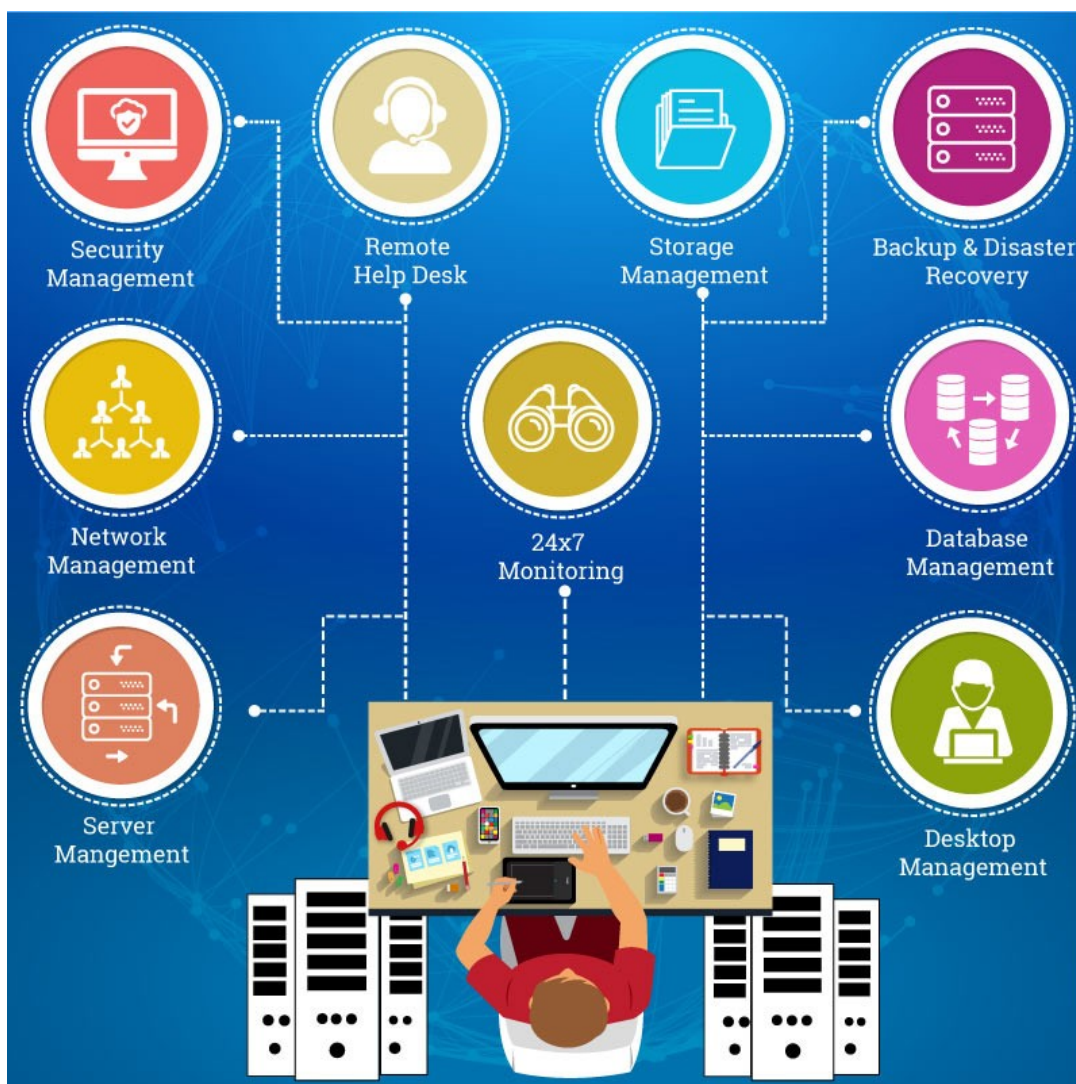 Security
Management
Remote
Help Desk
Storage
Management
Backup & Disaster
Recovery
Network
Management
24x7
Monitoring
Database
Management
Server
Mangement
Desktop
Management